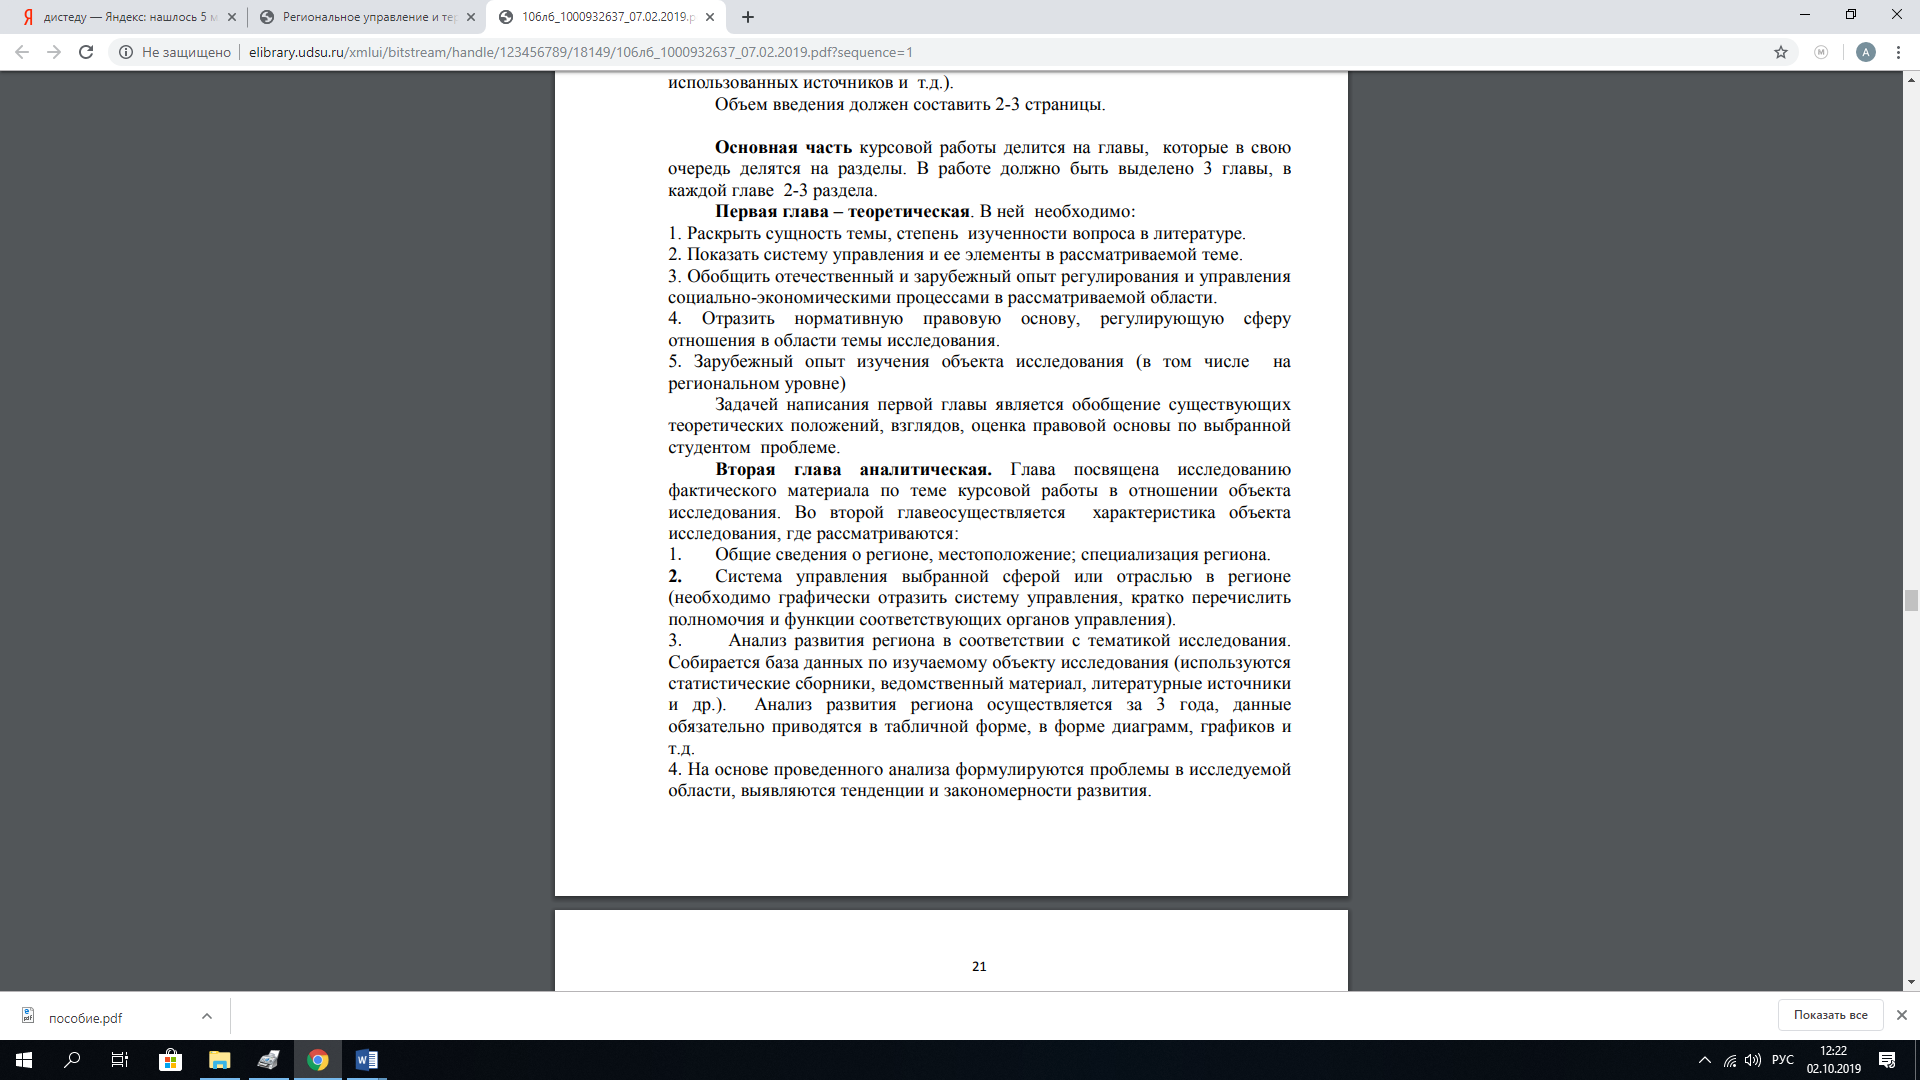 дистеду — Яндекс: нашлось 5 м
Региональное управление и тер
106лб_1000932637_07.02.2019.p
Не защищено
elibrary.udsu.ru/xmlui/bitstream/handle/123456789/18149/106лб_1000932637_07.02.2019.pdf?sequence=1
M
A
использованных источников и т.д.).
Объем введения должен составить 2-3 страницы.
Основная часть курсовой работы делится на главы, которые в свою
очередь делятся на разделы. В работе должно быть выделено 3 главы, в
каждой главе 2-3 раздела.
Первая глава – теоретическая. В ней необходимо:
1. Раскрыть сущность темы, степень изученности вопроса в литературе.
2. Показать систему управления и ее элементы в рассматриваемой теме.
3. Обобщить отечественный и зарубежный опыт регулирования и управления
социально-экономическими процессами в рассматриваемой области.
4. Отразить нормативную правовую основу, регулирующую сферу
отношения в области темы исследования.
5. Зарубежный опыт изучения объекта исследования (в том числе на
региональном уровне)
Задачей написания первой главы является обобщение существующих
теоретических положений, взглядов, оценка правовой основы по выбранной
студентом проблеме.
Вторая глава аналитическая. Глава посвящена исследованию
фактического материала по теме курсовой работы в отношении объекта
исследования. Во второй главеосуществляется характеристика объекта
исследования, где рассматриваются:
1. Общие сведения о регионе, местоположение; специализация региона.
2. Система управления выбранной сферой или отраслью в регионе
(необходимо графически отразить систему управления, кратко перечислить
полномочия и функции соответствующих органов управления).
3. Анализ развития региона в соответствии с тематикой исследования.
Собирается база данных по изучаемому объекту исследования (используются
статистические сборники, ведомственный материал, литературные источники
и др.). Анализ развития региона осуществляется за 3 года, данные
обязательно приводятся в табличной форме, в форме диаграмм, графиков и
т.д.
4. На основе проведенного анализа формулируются проблемы в исследуемой
области, выявляются тенденции и закономерности развития.
21
пособие.pdf
Показать все
РУС
12:22
02.10.2019